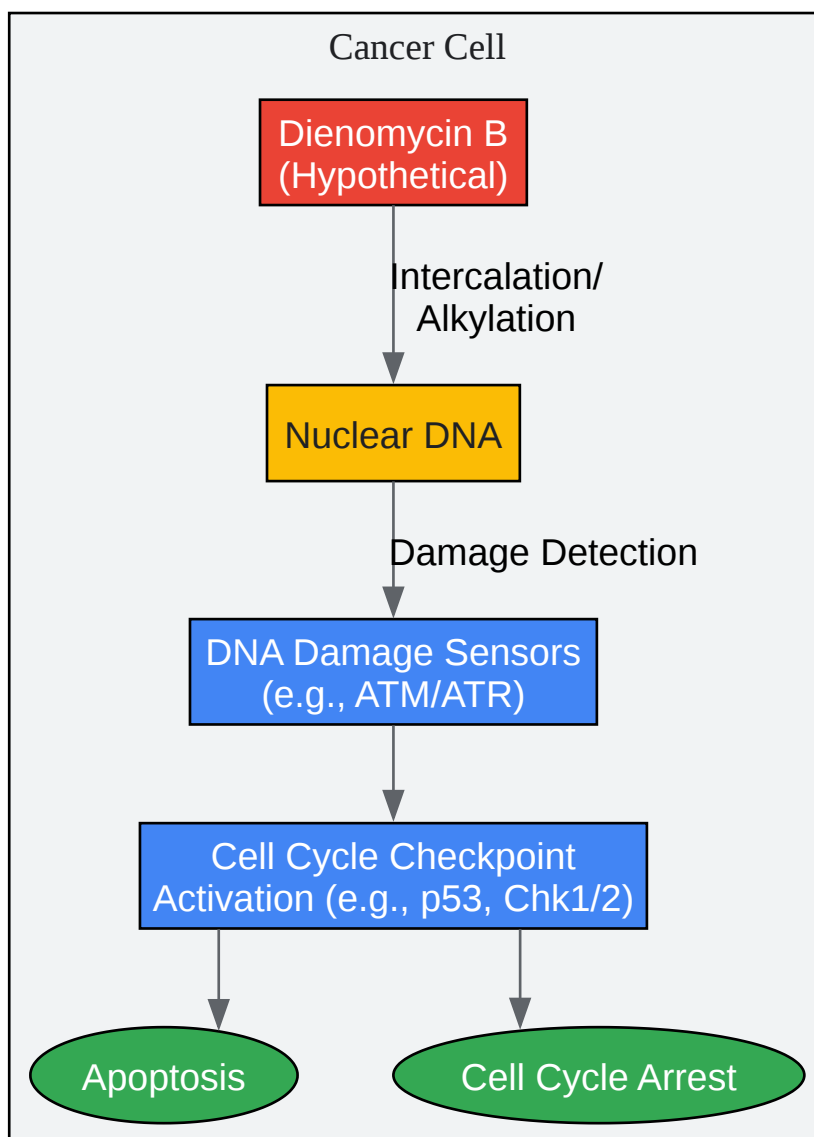 Cancer Cell
Dienomycin B
(Hypothetical)
Intercalation/
Alkylation
Nuclear DNA
Damage Detection
DNA Damage Sensors
(e.g., ATM/ATR)
Cell Cycle Checkpoint
Activation (e.g., p53, Chk1/2)
Apoptosis
Cell Cycle Arrest